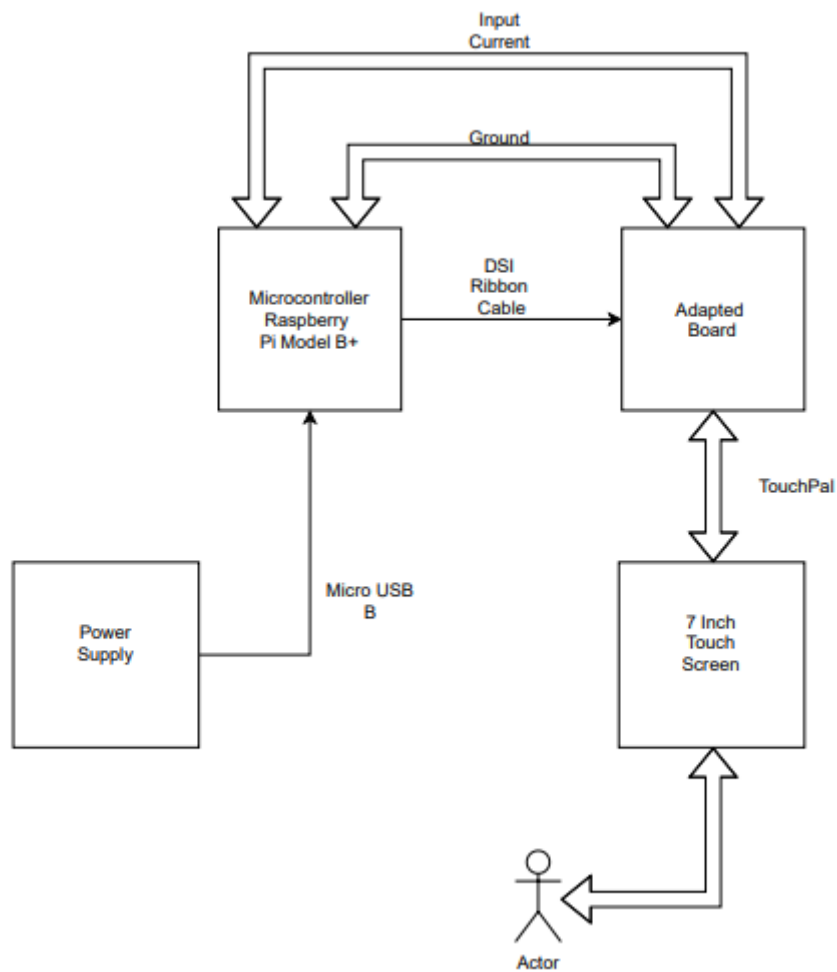 Input
Current
Ground
Microcontroller
Raspberry
Pi Model B+
DSI
Ribbon
Cable
Adapted
Board
TouchPal
Power
Supply
Micro USB
B
7 Inch
Touch
Screen
Actor